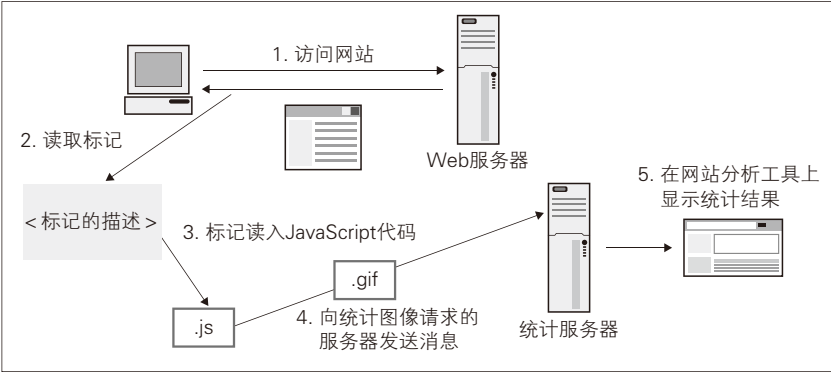 1. 访问网站
2. 读取标记
Web服务器
5. 在网站分析工具上
显示统计结果
<标记的描述>
3. 标记读入JavaScript代码
.gif
.js
4. 向统计图像请求的
服务器发送消息
统计服务器